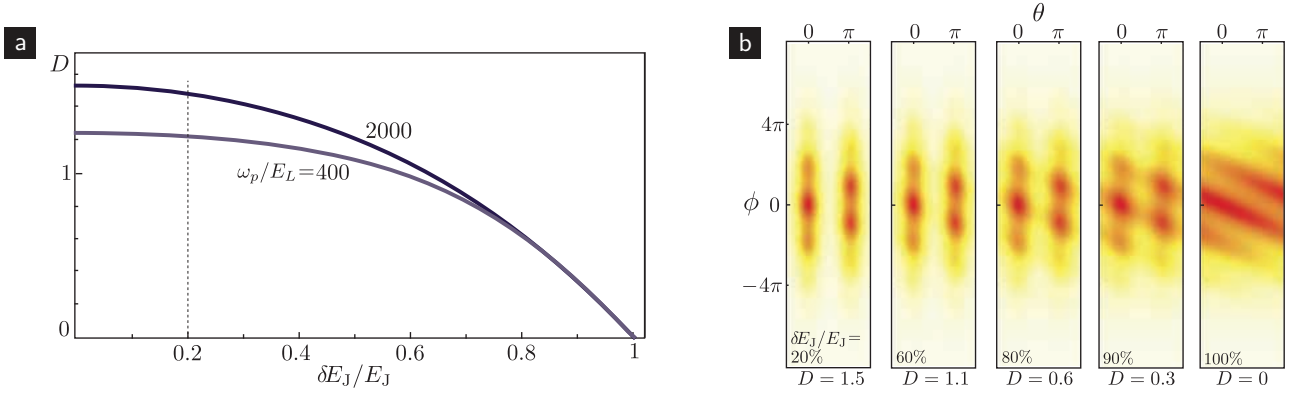 a
D
1
0
2000
ω_p/E_L=400
0.2
0.4
0.6
0.8
1
δE_J/E_J
b
θ
0 π
0 π
0 π
0 π
0 π
4π
ϕ 0
−4π
δE_J/E_J=
20%
60%
80%
90%
100%
D = 1.5
D = 1.1
D = 0.6
D = 0.3
D = 0